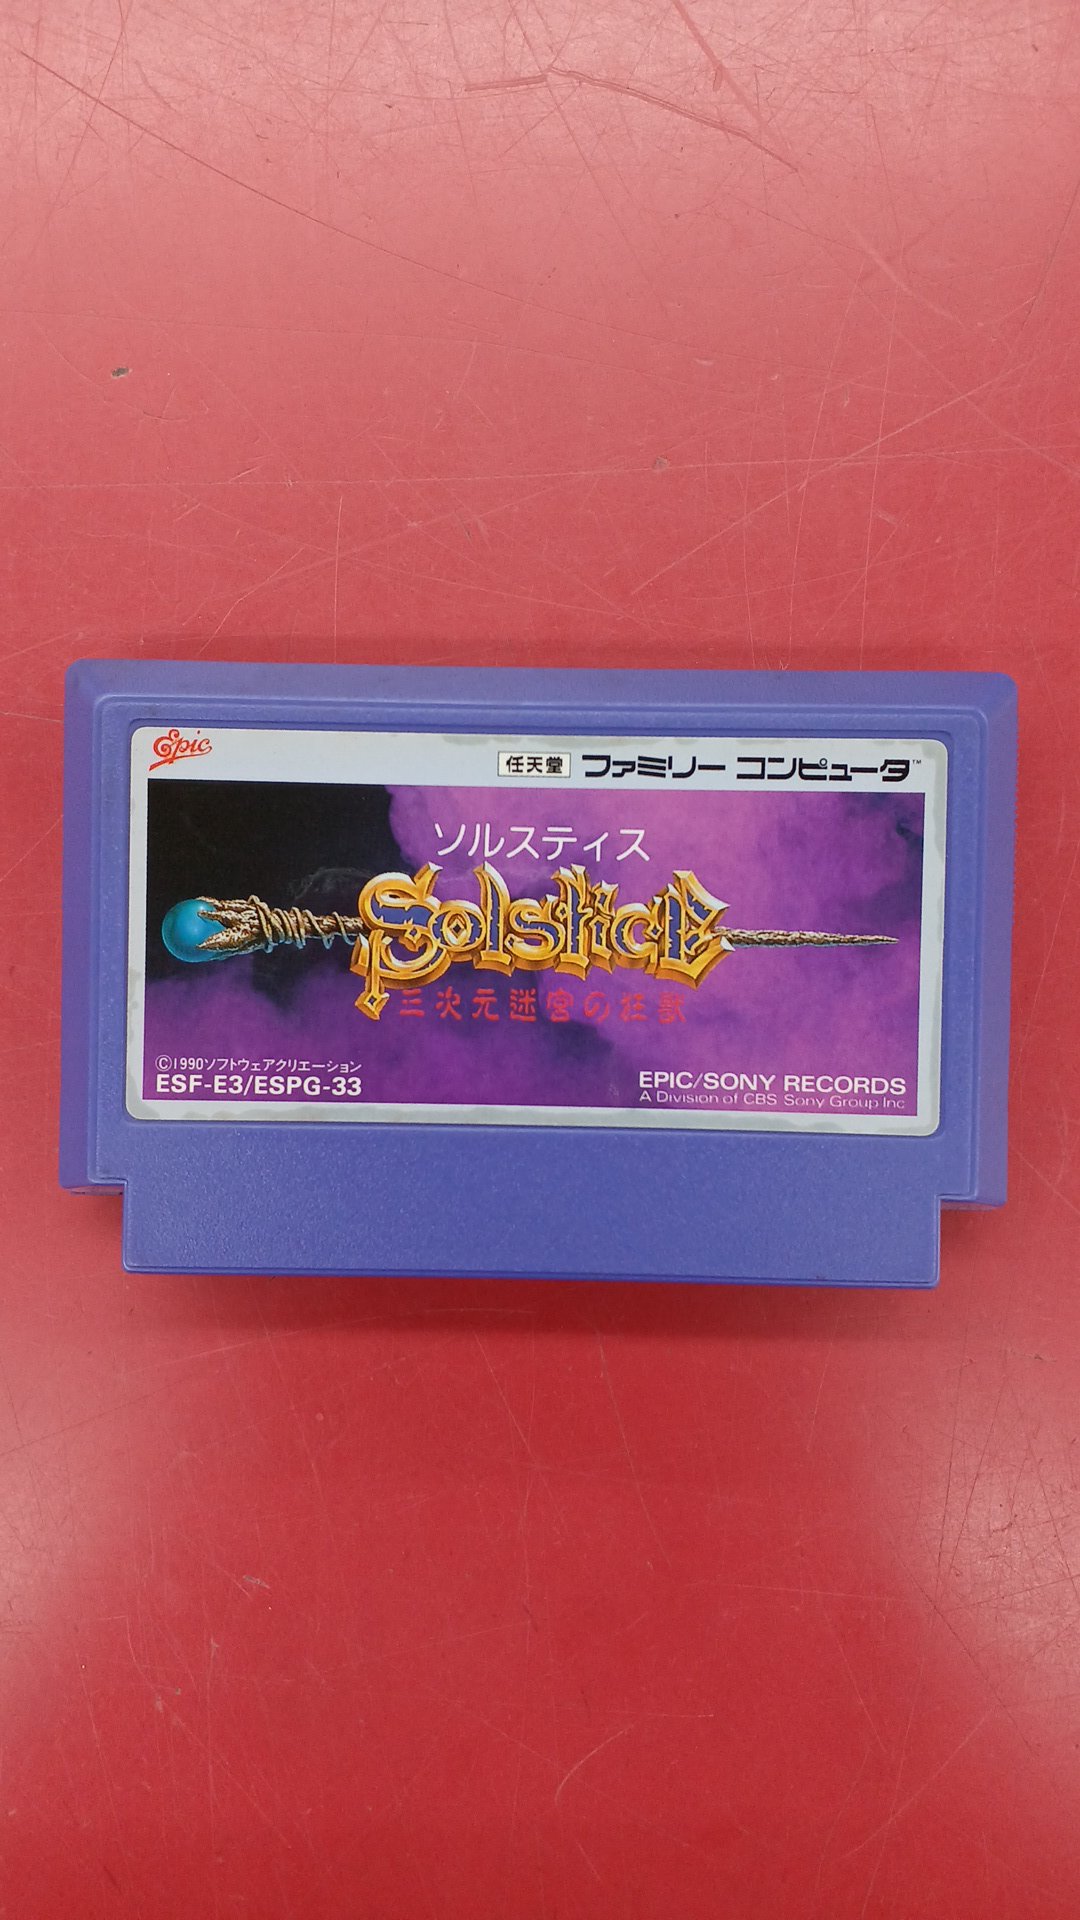 Epic
任天堂 ファミリー コンピュータ™
ソルスティス
Solstice
三次元迷宮の狂獣
©1990ソフトウェアクリエーション
ESF-E3/ESPG-33
EPIC/SONY RECORDS
A Division of CBS Sony Group Inc